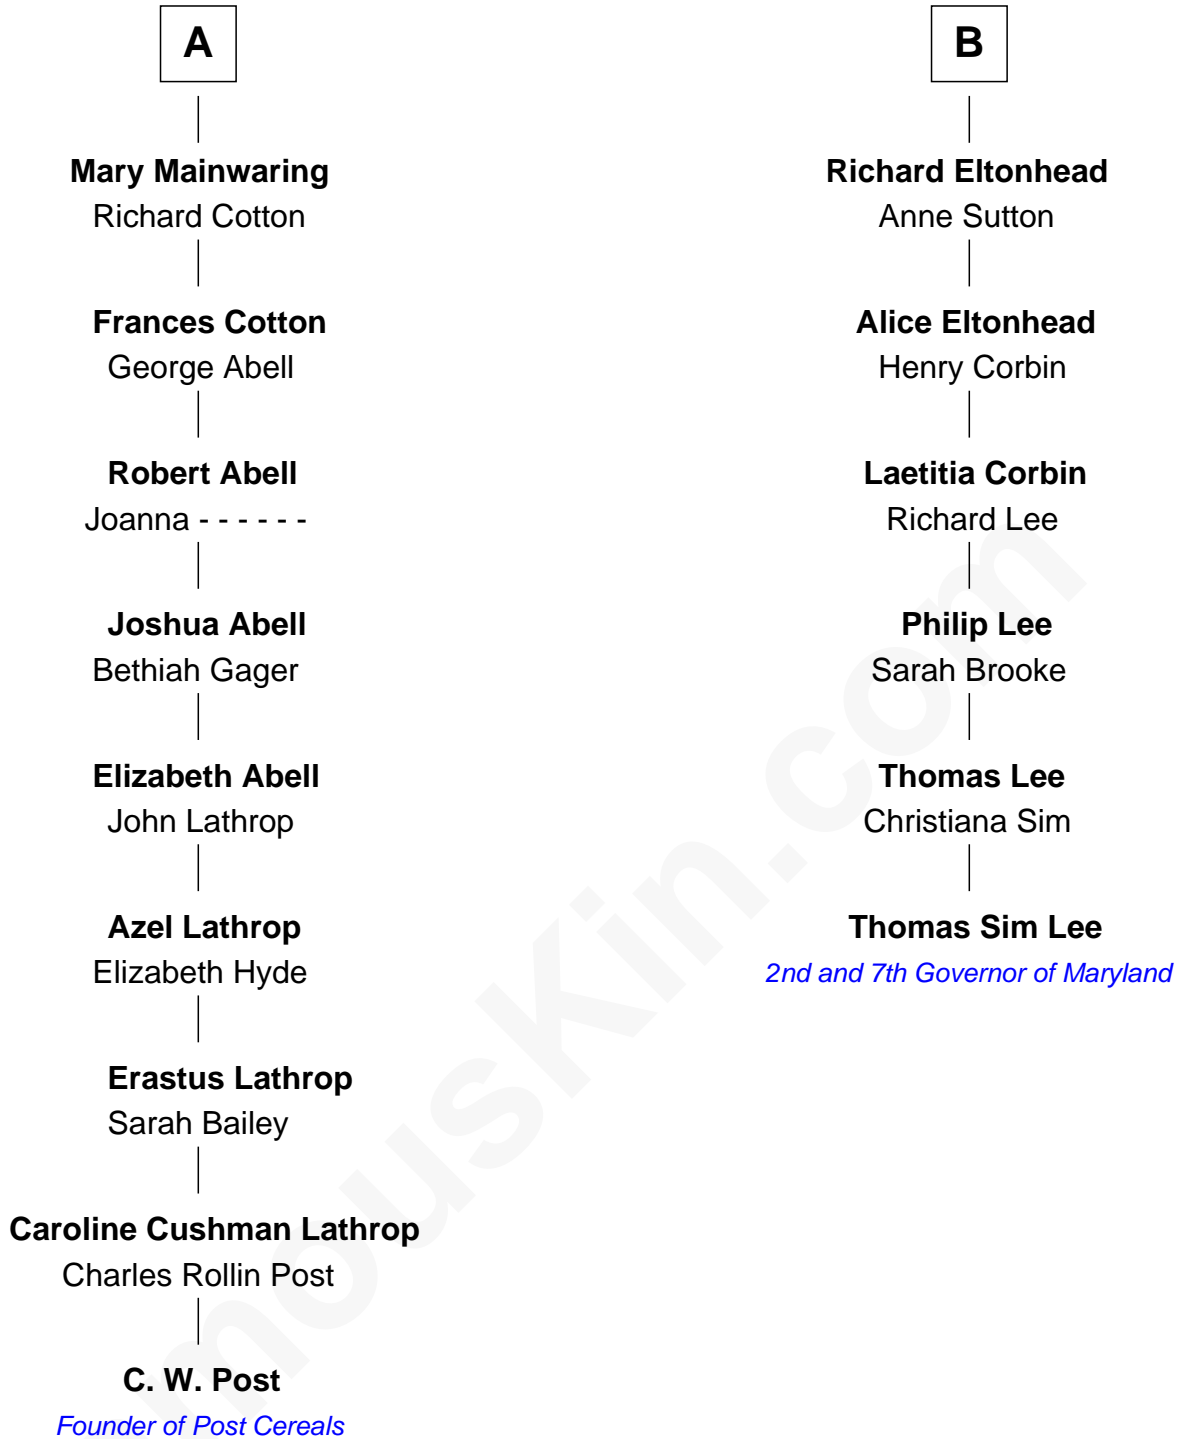 A
Mary Mainwaring
Richard Cotton
Frances Cotton
George Abell
Robert Abell
Joanna - - - - - -
Joshua Abell
Bethiah Gager
Elizabeth Abell
John Lathrop
Azel Lathrop
Elizabeth Hyde
Erastus Lathrop
Sarah Bailey
Caroline Cushman Lathrop
Charles Rollin Post
C. W. Post
Founder of Post Cereals
B
Richard Eltonhead
Anne Sutton
Alice Eltonhead
Henry Corbin
Laetitia Corbin
Richard Lee
Philip Lee
Sarah Brooke
Thomas Lee
Christiana Sim
Thomas Sim Lee
2nd and 7th Governor of Maryland
mousKin.com